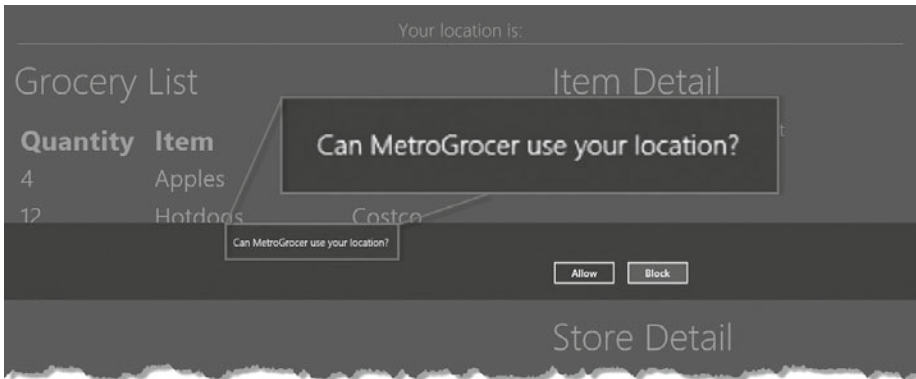 Your location is:
Grocery List
Item Detail
Quantity Item
Can MetroGrocer use your location?
4 Apples
12 Hotdogs Costco
Can MetroGrocer use your location?
Allow Block
Store Detail